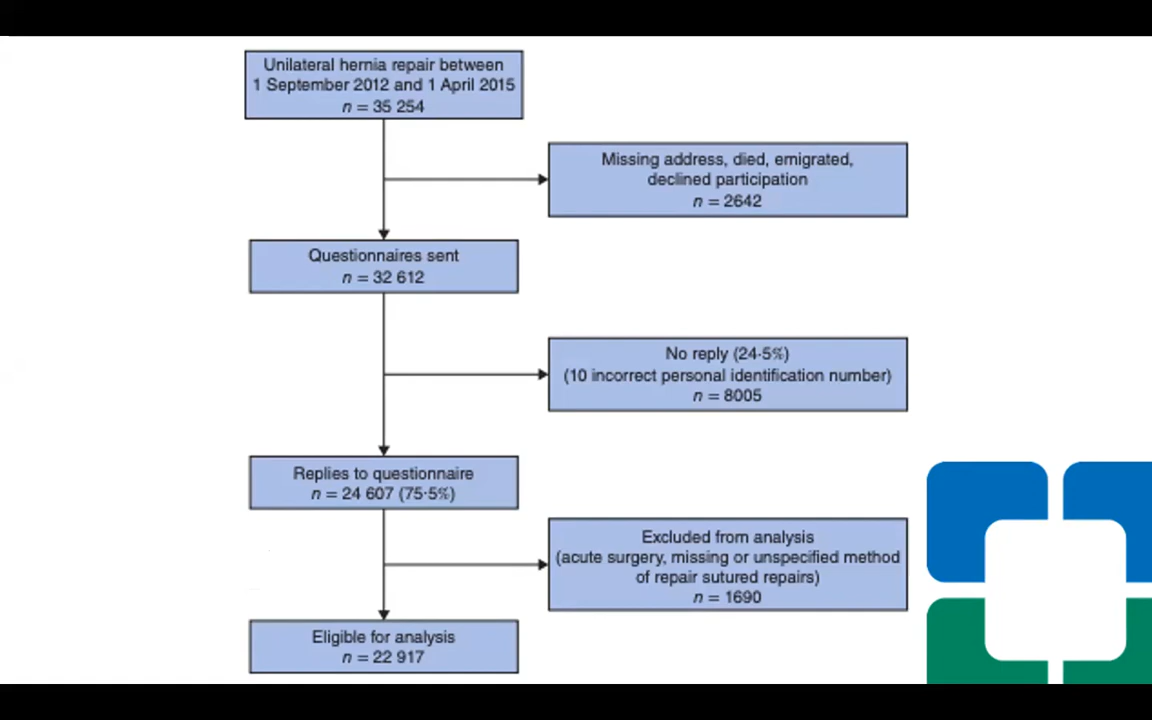 Unilateral hernia repair between
1 September 2012 and 1 April 2015
n = 35 254
Missing address, died, emigrated,
declined participation
n = 2642
Questionnaires sent
n = 32 612
No reply (24·5%)
(10 incorrect personal identification number)
n = 8005
Replies to questionnaire
n = 24 607 (75·5%)
Excluded from analysis
(acute surgery, missing or unspecified method
of repair sutured repairs)
n = 1690
Eligible for analysis
n = 22 917